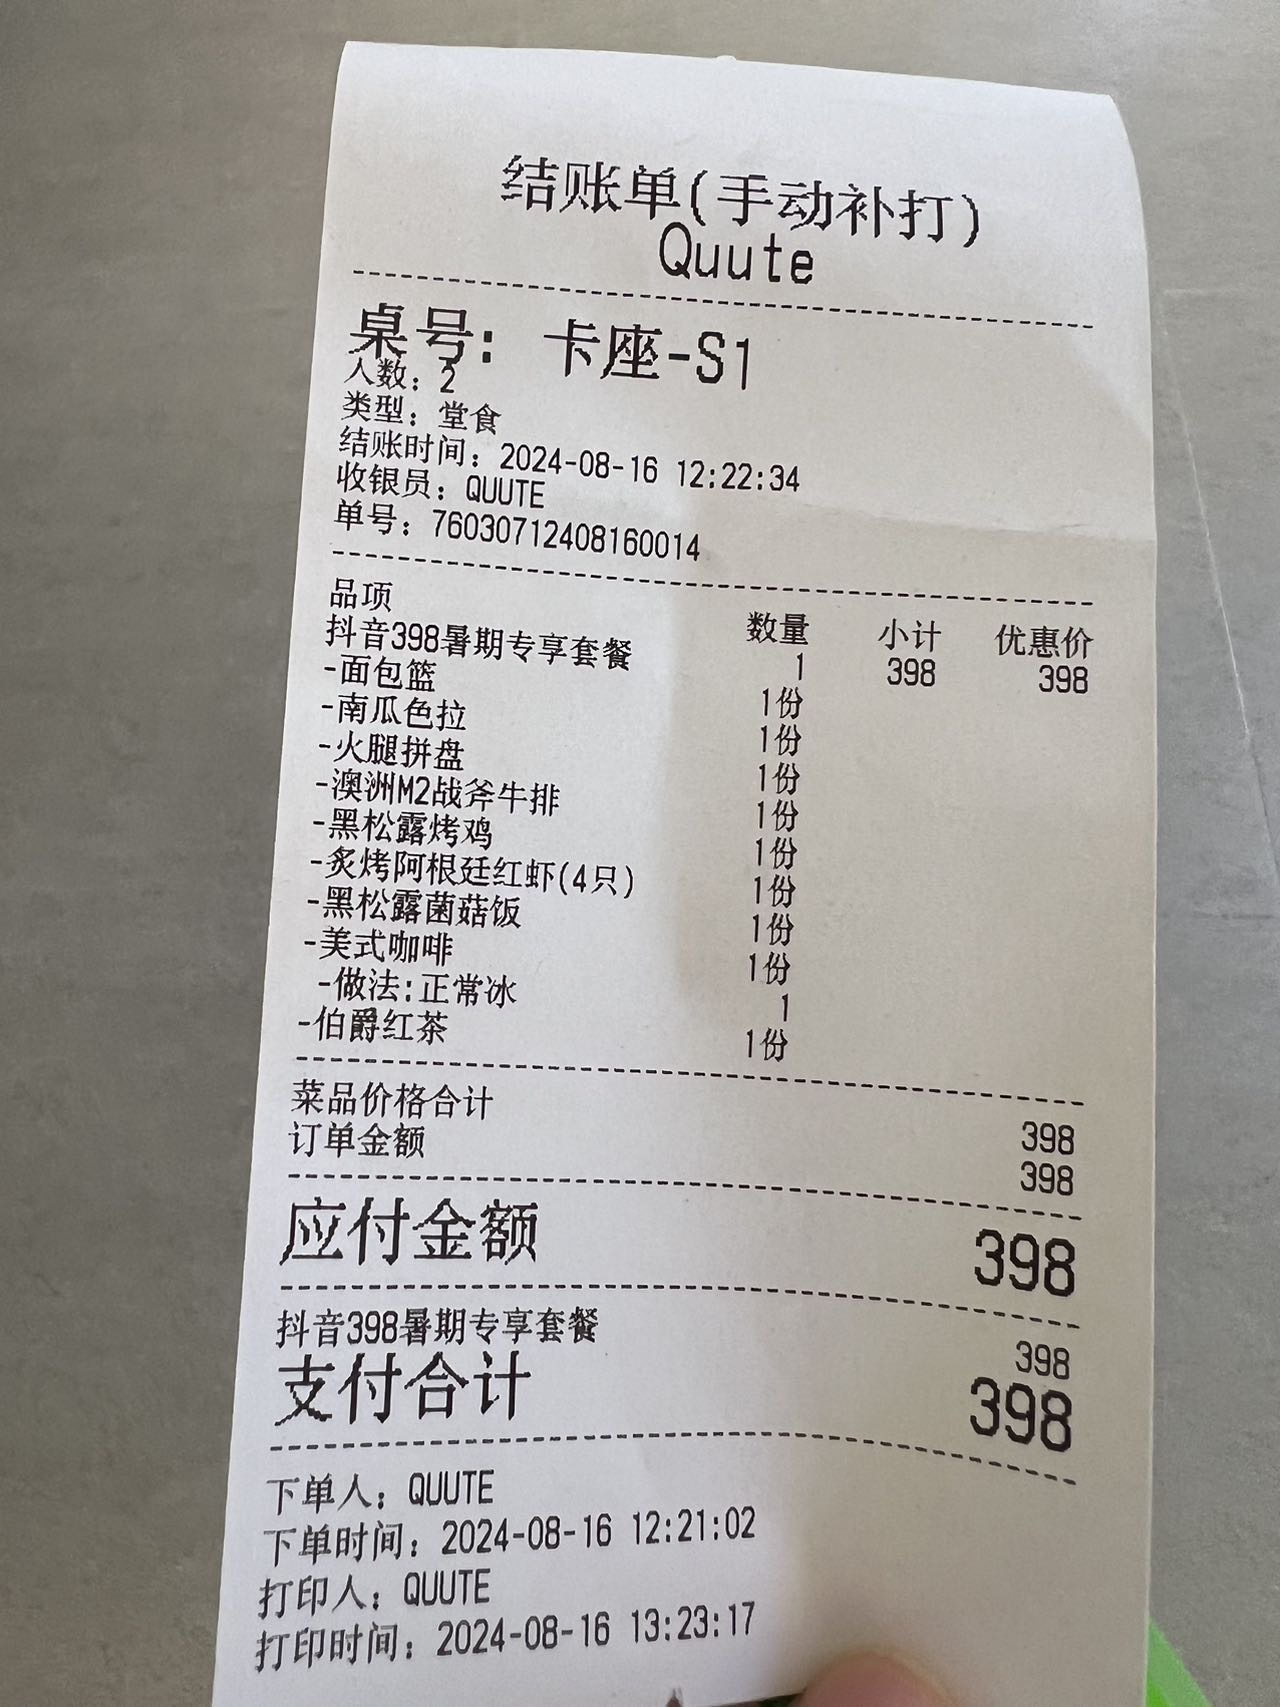 结账单(手动补打)
Quute
桌号: 卡座-S1
人数: 2
类型: 堂食
结账时间: 2024-08-16 12:22:34
收银员: QUUTE
单号: 76030712408160014
品项 数量 小计 优惠价
抖音398暑期专享套餐 1 398 398
-面包篮 1份
-南瓜色拉 1份
-火腿拼盘 1份
-澳洲M2战斧牛排 1份
-黑松露烤鸡 1份
-炙烤阿根廷红虾(4只) 1份
-黑松露菌菇饭 1份
-美式咖啡 1份
-做法:正常冰 1
-伯爵红茶 1份
菜品价格合计 398
订单金额 398
应付金额 398
抖音398暑期专享套餐 398
支付合计 398
下单人: QUUTE
下单时间: 2024-08-16 12:21:02
打印人: QUUTE
打印时间: 2024-08-16 13:23:17